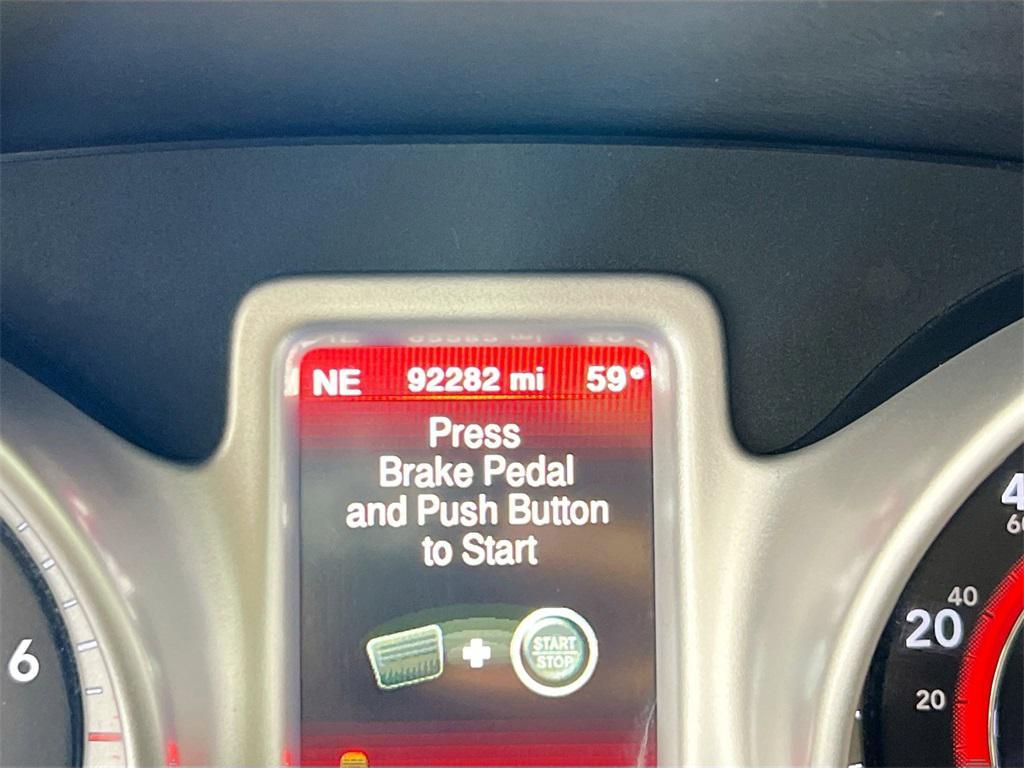 NE 92282 mi 59°
Press
Brake Pedal
and Push Button
to Start
START
STOP
6
40
20
20